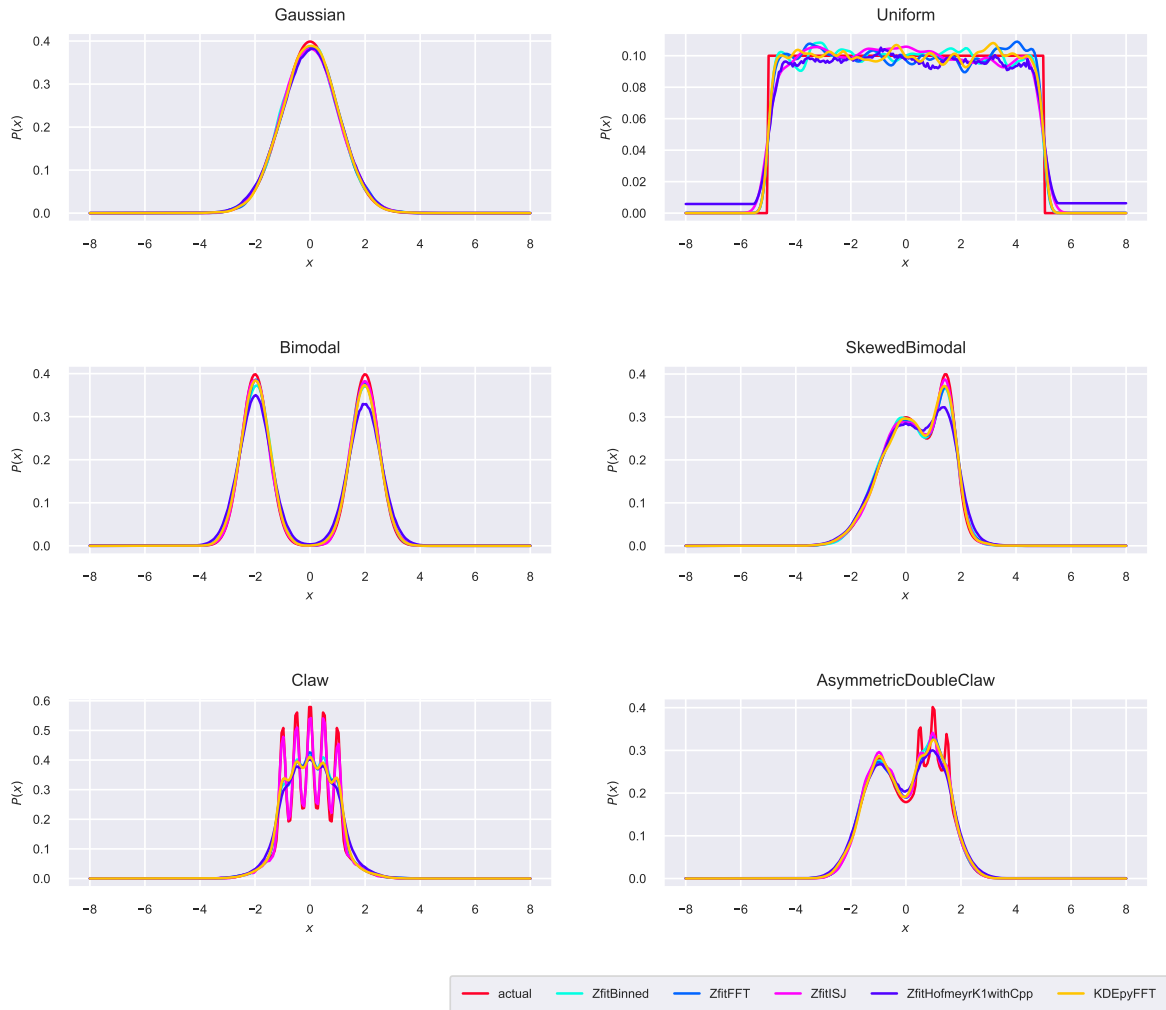 Gaussian
0.4
0.3
0.2
0.1
0.0
P(x)
−8 −6 −4 −2 0 2 4 6 8
x
Uniform
0.10
0.08
0.06
0.04
0.02
0.00
P(x)
−8 −6 −4 −2 0 2 4 6 8
x
Bimodal
0.4
0.3
0.2
0.1
0.0
P(x)
−8 −6 −4 −2 0 2 4 6 8
x
SkewedBimodal
0.4
0.3
0.2
0.1
0.0
P(x)
−8 −6 −4 −2 0 2 4 6 8
x
Claw
0.6
0.5
0.4
0.3
0.2
0.1
0.0
P(x)
−8 −6 −4 −2 0 2 4 6 8
x
AsymmetricDoubleClaw
0.4
0.3
0.2
0.1
0.0
P(x)
−8 −6 −4 −2 0 2 4 6 8
x
actual ZfitBinned ZfitFFT ZfitISJ ZfitHofmeyrK1withCpp KDEpyFFT